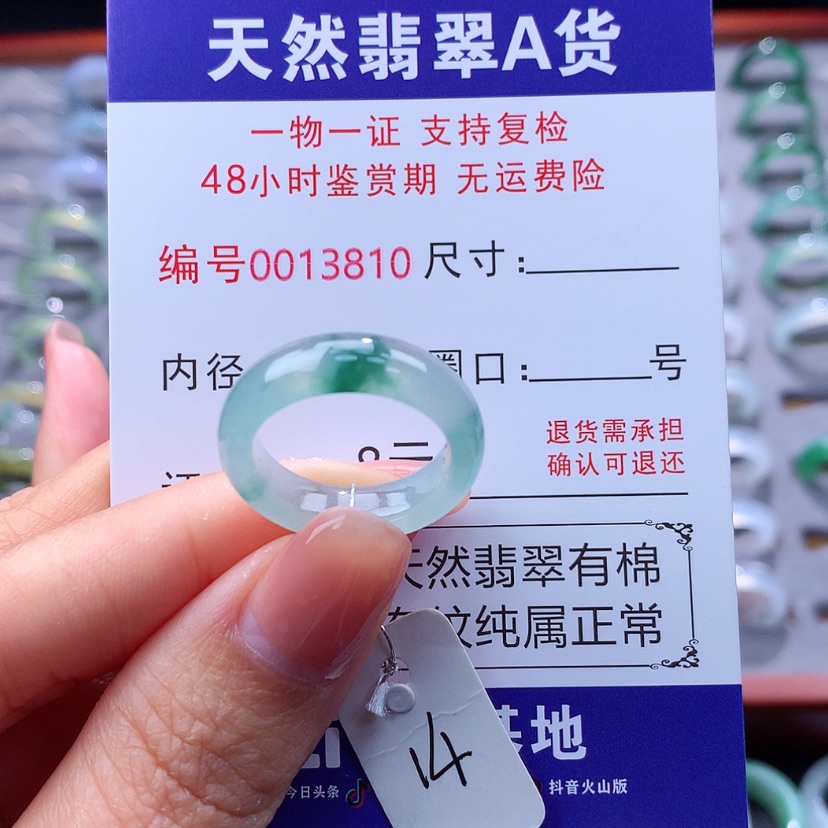 天然翡翠A货
一物一证 支持复检
48小时鉴赏期 无运费险
编号0013810 尺寸:
内径 圈口: 号
退货需承担
确认可退还
元
天然翡翠有棉
纹纯属正常
基地
今日头条 抖音火山版
14